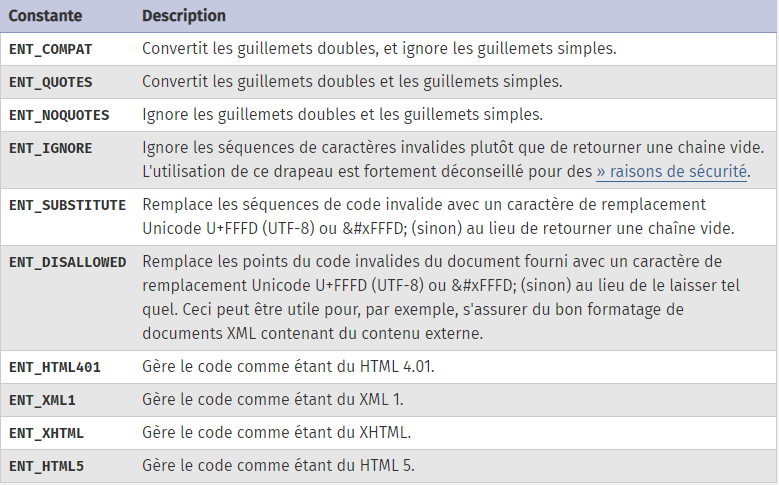 Constante Description
ENT_COMPAT Convertit les guillemets doubles, et ignore les guillemets simples.
ENT_QUOTES Convertit les guillemets doubles et les guillemets simples.
ENT_NOQUOTES Ignore les guillemets doubles et les guillemets simples.
ENT_IGNORE Ignore les séquences de caractères invalides plutôt que de retourner une chaine vide.
L'utilisation de ce drapeau est fortement déconseillé pour des » raisons de sécurité.
ENT_SUBSTITUTE Remplace les séquences de code invalide avec un caractère de remplacement
Unicode U+FFFD (UTF-8) ou &#xFFFD; (sinon) au lieu de retourner une chaîne vide.
ENT_DISALLOWED Remplace les points du code invalides du document fourni avec un caractère de
remplacement Unicode U+FFFD (UTF-8) ou &#xFFFD; (sinon) au lieu de le laisser tel
quel. Ceci peut être utile pour, par exemple, s'assurer du bon formatage de
documents XML contenant du contenu externe.
ENT_HTML401 Gère le code comme étant du HTML 4.01.
ENT_XML1 Gère le code comme étant du XML 1.
ENT_XHTML Gère le code comme étant du XHTML.
ENT_HTML5 Gère le code comme étant du HTML 5.